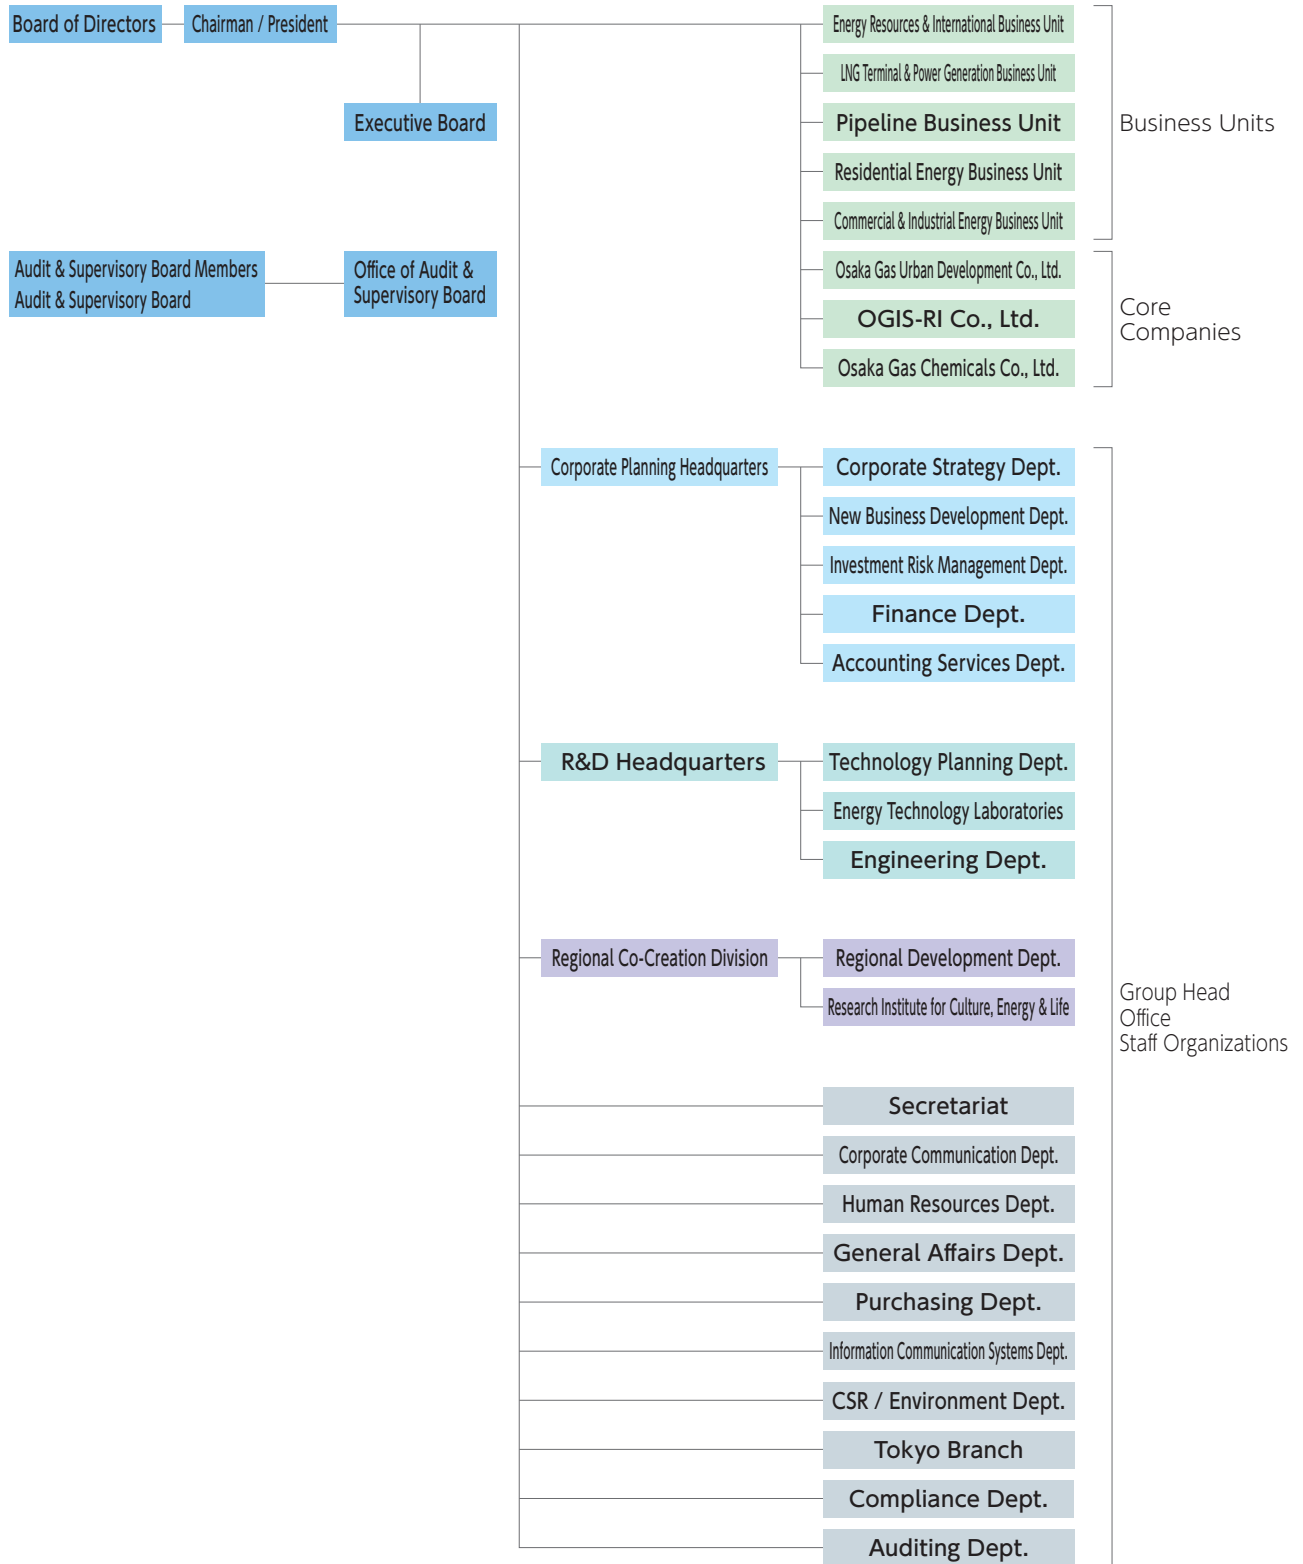 Board of Directors
Chairman / President
Executive Board
Audit & Supervisory Board Members
Audit & Supervisory Board
Office of Audit &
Supervisory Board
Energy Resources & International Business Unit
LNG Terminal & Power Generation Business Unit
Pipeline Business Unit
Residential Energy Business Unit
Commercial & Industrial Energy Business Unit
Business Units
Osaka Gas Urban Development Co., Ltd.
OGIS-RI Co., Ltd.
Osaka Gas Chemicals Co., Ltd.
Core
Companies
Corporate Planning Headquarters
Corporate Strategy Dept.
New Business Development Dept.
Investment Risk Management Dept.
Finance Dept.
Accounting Services Dept.
R&D Headquarters
Technology Planning Dept.
Energy Technology Laboratories
Engineering Dept.
Regional Co-Creation Division
Regional Development Dept.
Research Institute for Culture, Energy & Life
Group Head
Office
Staff Organizations
Secretariat
Corporate Communication Dept.
Human Resources Dept.
General Affairs Dept.
Purchasing Dept.
Information Communication Systems Dept.
CSR / Environment Dept.
Tokyo Branch
Compliance Dept.
Auditing Dept.